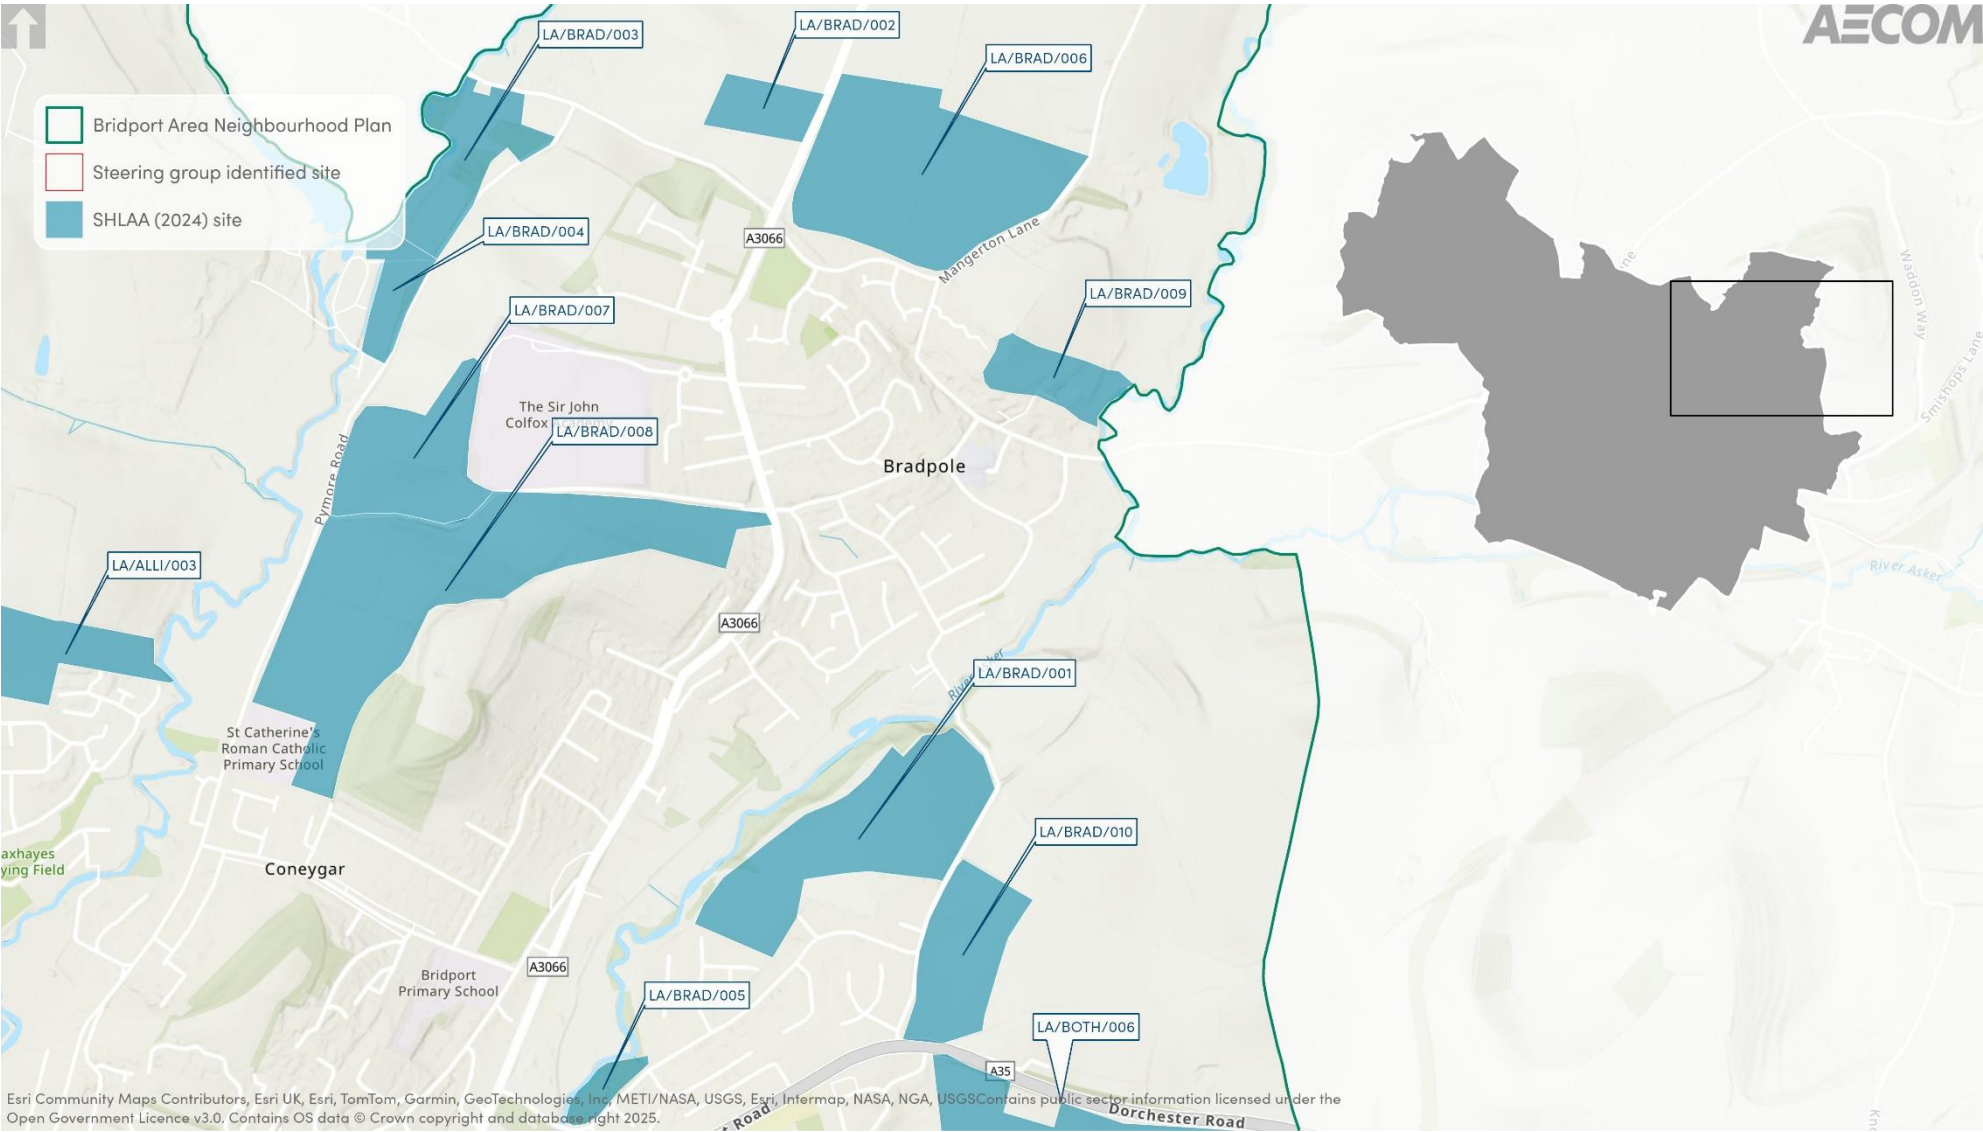 AECOM
LA/BRAD/002
LA/BRAD/003
LA/BRAD/006
Bridport Area Neighbourhood Plan
Steering group identified site
SHLAA (2024) site
LA/BRAD/004
A3066
Mangerton Lane
Waddon Way
LA/BRAD/009
LA/BRAD/007
Smishops Lane
The Sir John
Colfox
LA/BRAD/008
Bradpole
Pymore Road
LA/ALLI/003
River Asker
A3066
LA/BRAD/001
St Catherine's
Roman Catholic
Primary School
LA/BRAD/010
axhayes
ying Field
Coneygar
A3066
Bridport
Primary School
LA/BRAD/005
LA/BOTH/006
A35
Esri Community Maps Contributors, Esri UK, Esri, TomTom, Garmin, GeoTechnologies, Inc, METI/NASA, USGS, Esri, Intermap, NASA, NGA, USGSContains public sector information licensed under the
Open Government Licence v3.0. Contains OS data © Crown copyright and database right 2025.
Road
Dorchester Road